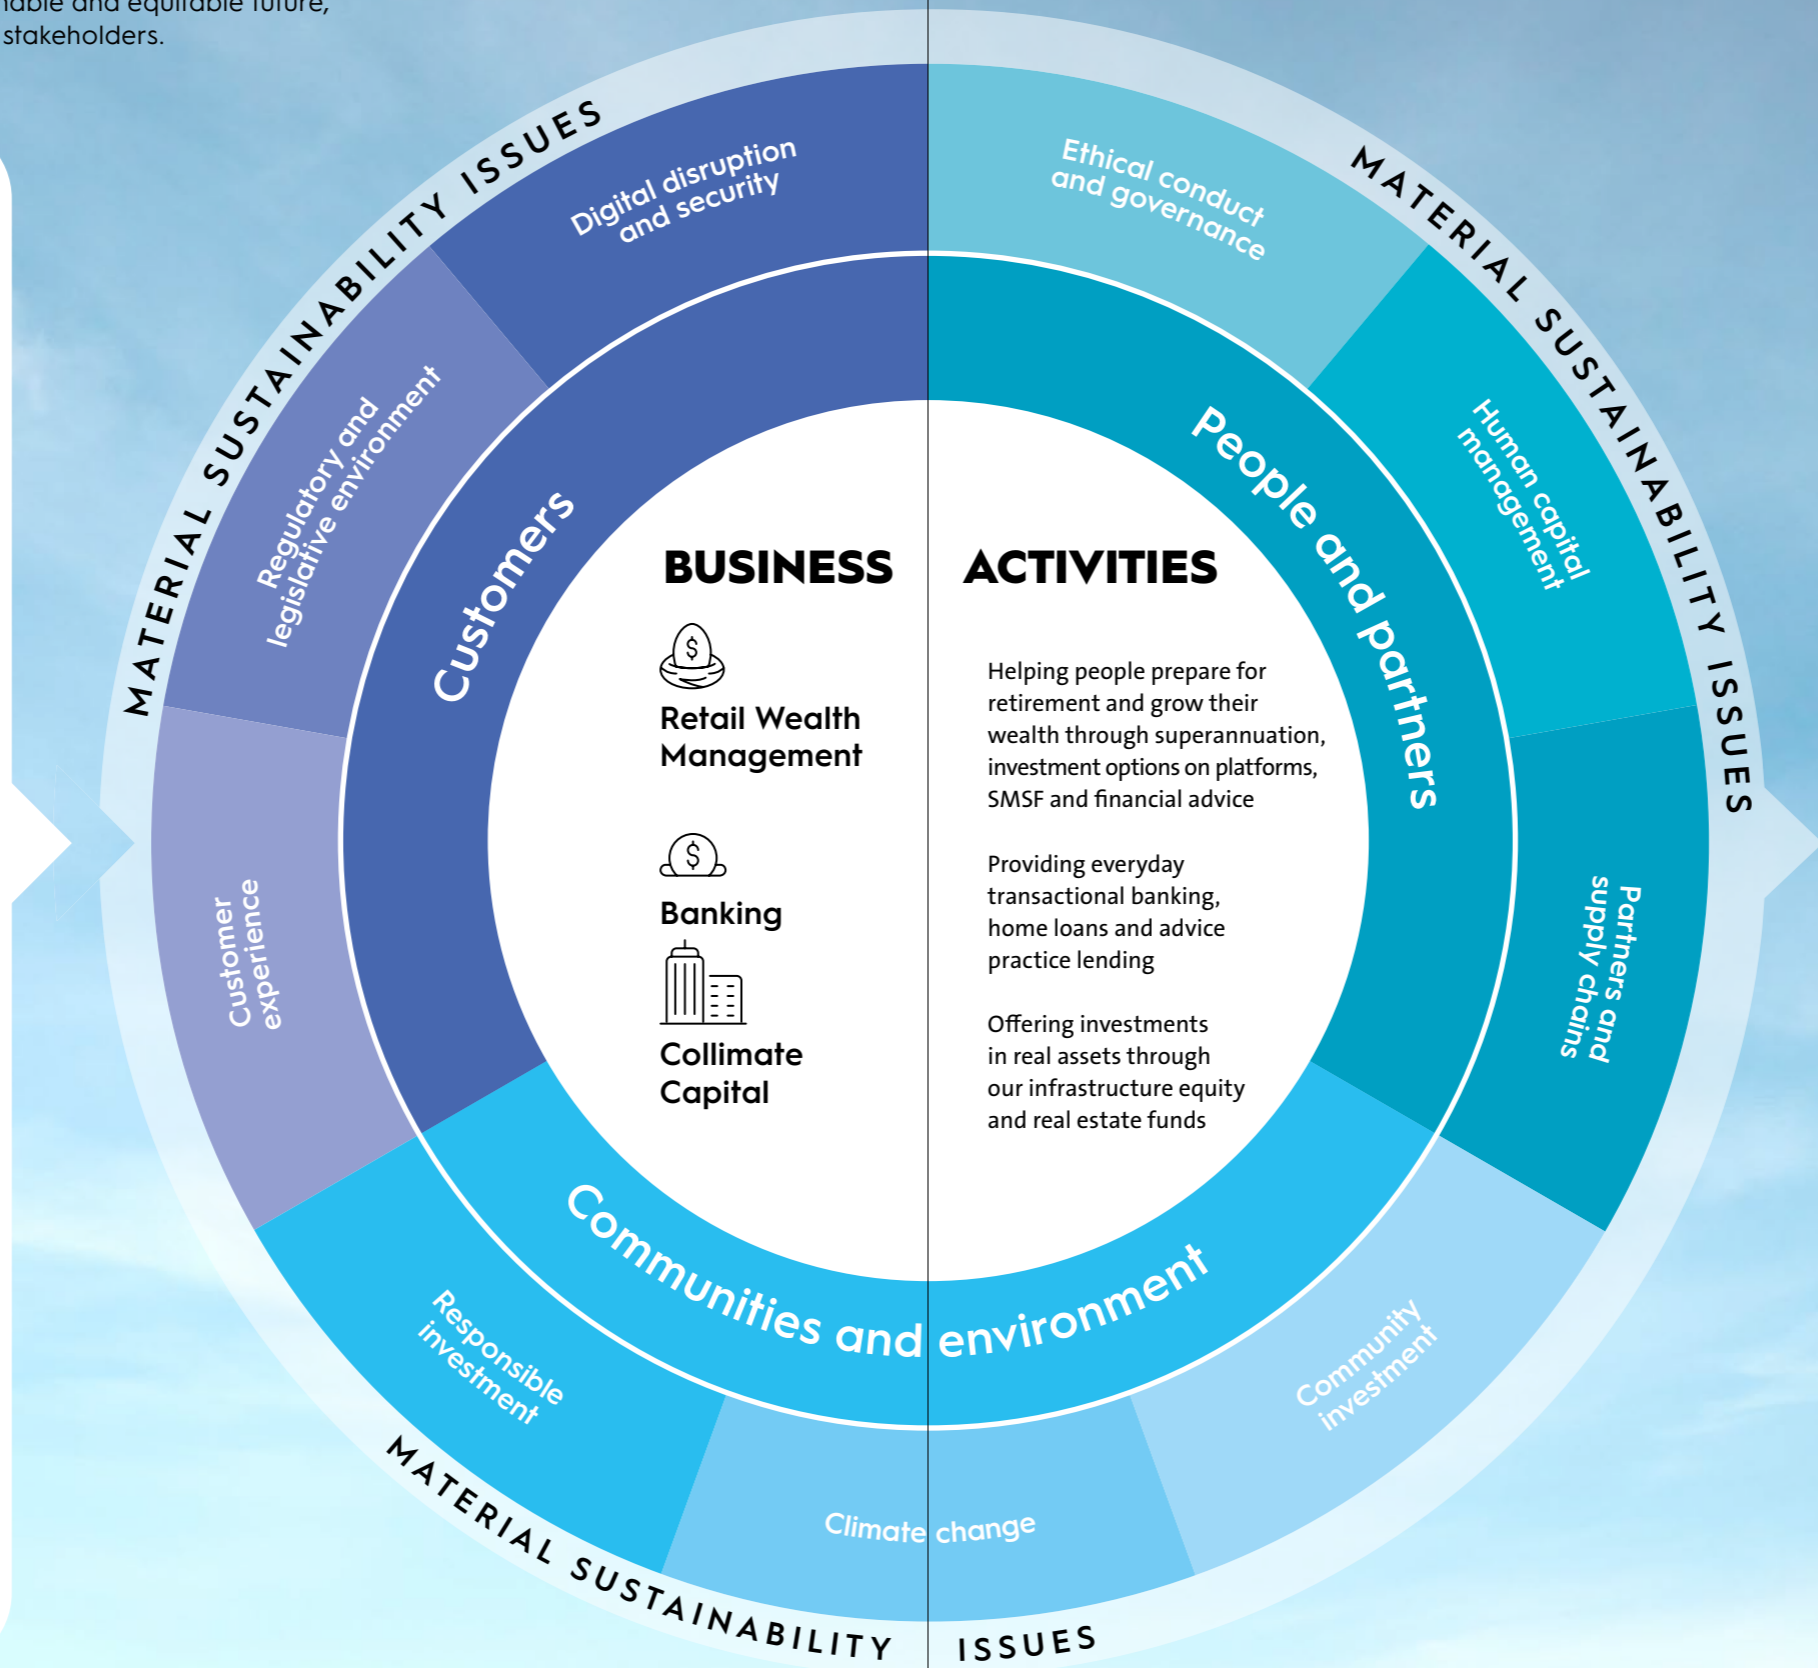 and equitable future,
stakeholders.
MATERIAL SUSTAINABILITY ISSUES
MATERIAL SUSTAINABILITY ISSUES
Digital disruption
and security
Ethical conduct
and governance
Regulatory and
legislative environment
Human capital
management
Customer
experience
Partners and
supply chains
Customers
People and partners
BUSINESS ACTIVITIES
$
Retail Wealth
Management
Helping people prepare for
retirement and grow their
wealth through superannuation,
investment options on platforms,
SMSF and financial advice
$
Banking
Providing everyday
transactional banking,
home loans and advice
practice lending
Collimate
Capital
Offering investments
in real assets through
our infrastructure equity
and real estate funds
Communities and environment
Responsible
investment
Climate change
Community
investment
MATERIAL SUSTAINABILITY ISSUES